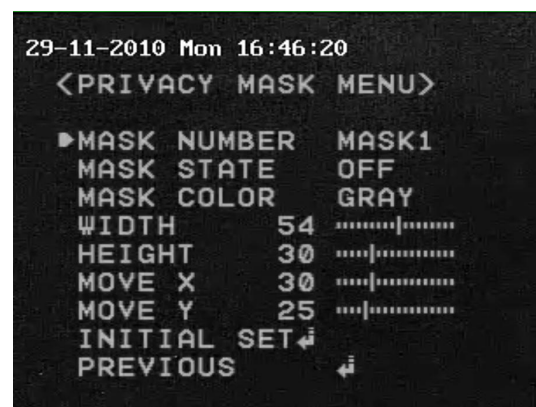 29-11-2010 Mon 16:46:20
<PRIVACY MASK MENU>
MASK NUMBER MASK1
MASK STATE OFF
MASK COLOR GRAY
WIDTH 54
HEIGHT 30
MOVE X 30
MOVE Y 25
INITIAL SET↲
PREVIOUS ↲